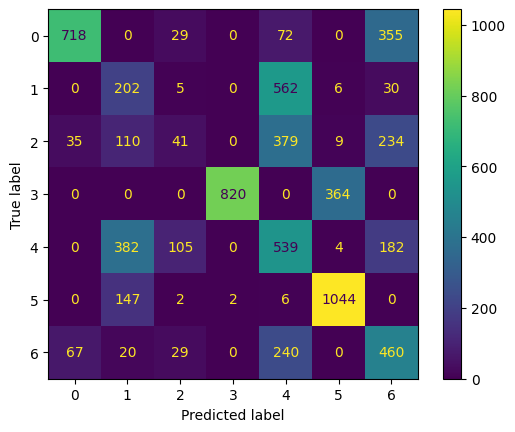 1000
0 718 0 29 0 72 0 355
1 0 202 5 0 562 6 30
800
2 35 110 41 0 379 9 234
600
True label
3 0 0 0 820 0 364 0
400
4 0 382 105 0 539 4 182
5 0 147 2 2 6 1044 0
200
6 67 20 29 0 240 0 460
0
0 1 2 3 4 5 6
Predicted label